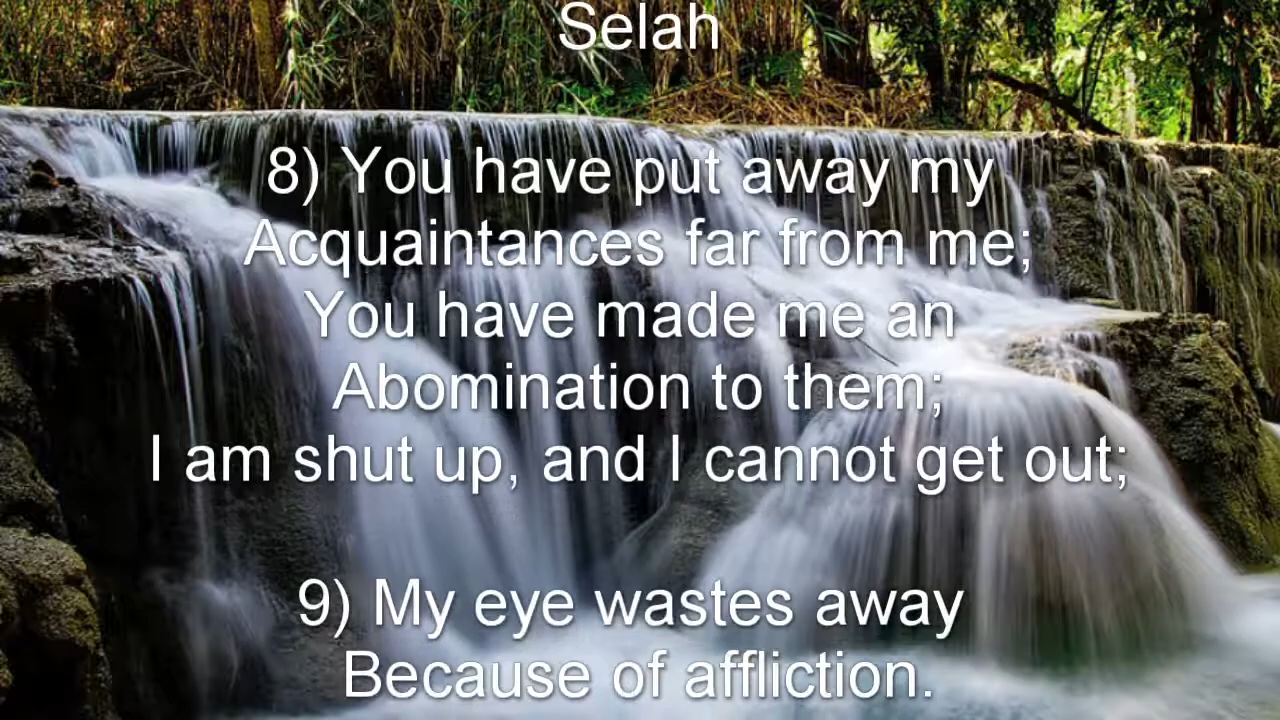 Selah
8) You have put away my
Acquaintances far from me;
You have made me an
Abomination to them;
I am shut up, and I cannot get out;
9) My eye wastes away
Because of affliction.